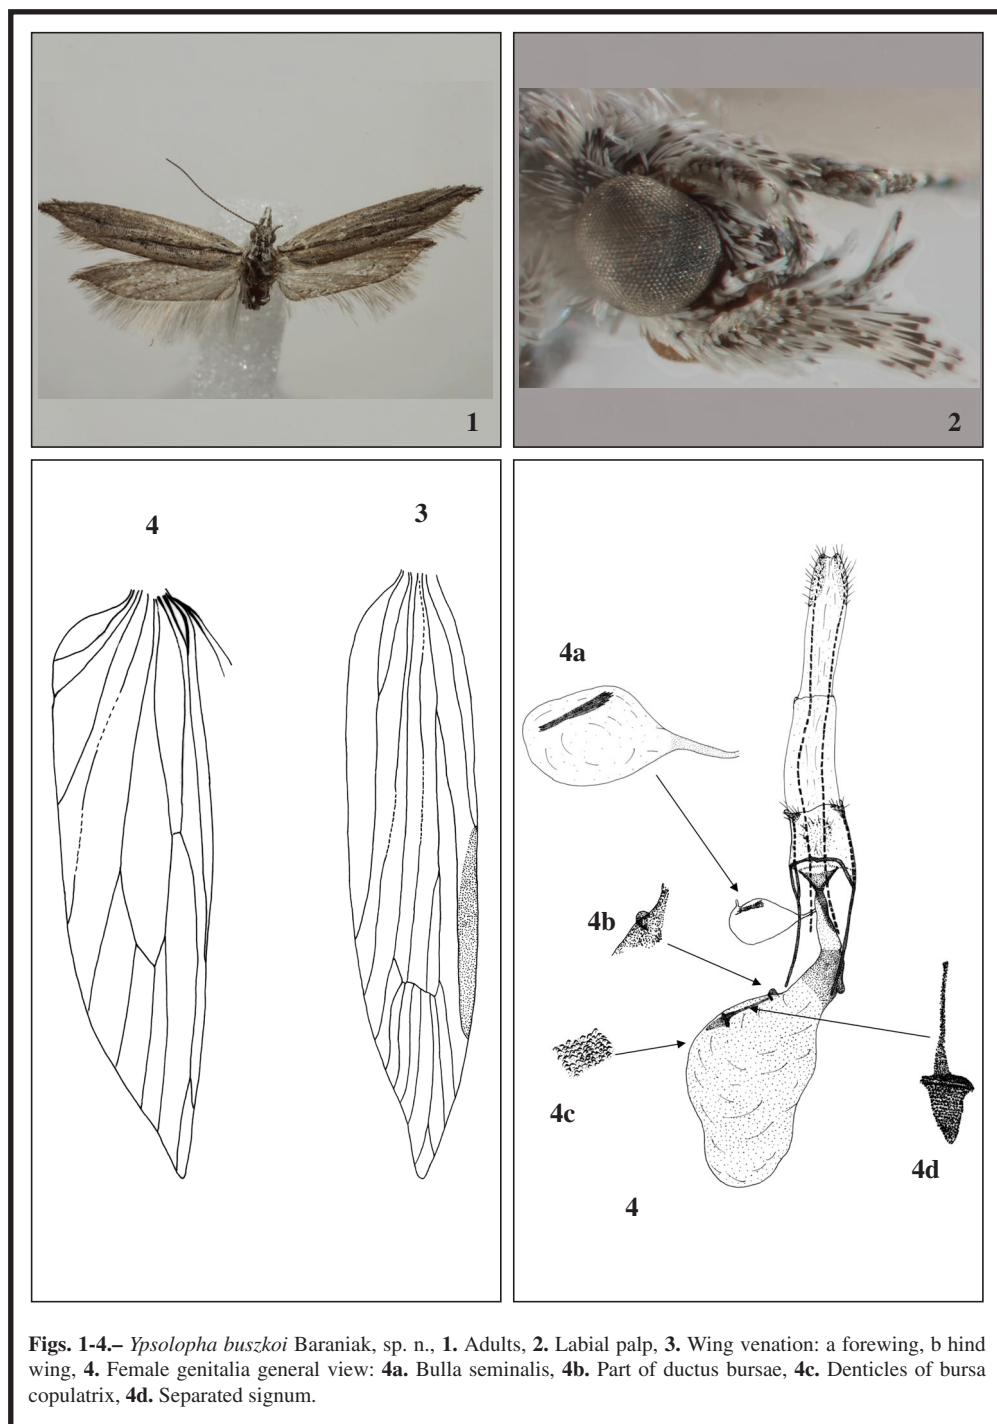 1
2
4
3
4a
4b
4c
4d
4
Figs. 1-4.– Ypsolopha buszkoi Baraniak, sp. n., 1. Adults, 2. Labial palp, 3. Wing venation: a forewing, b hind
wing, 4. Female genitalia general view: 4a. Bulla seminalis, 4b. Part of ductus bursae, 4c. Denticles of bursa
copulatrix, 4d. Separated signum.